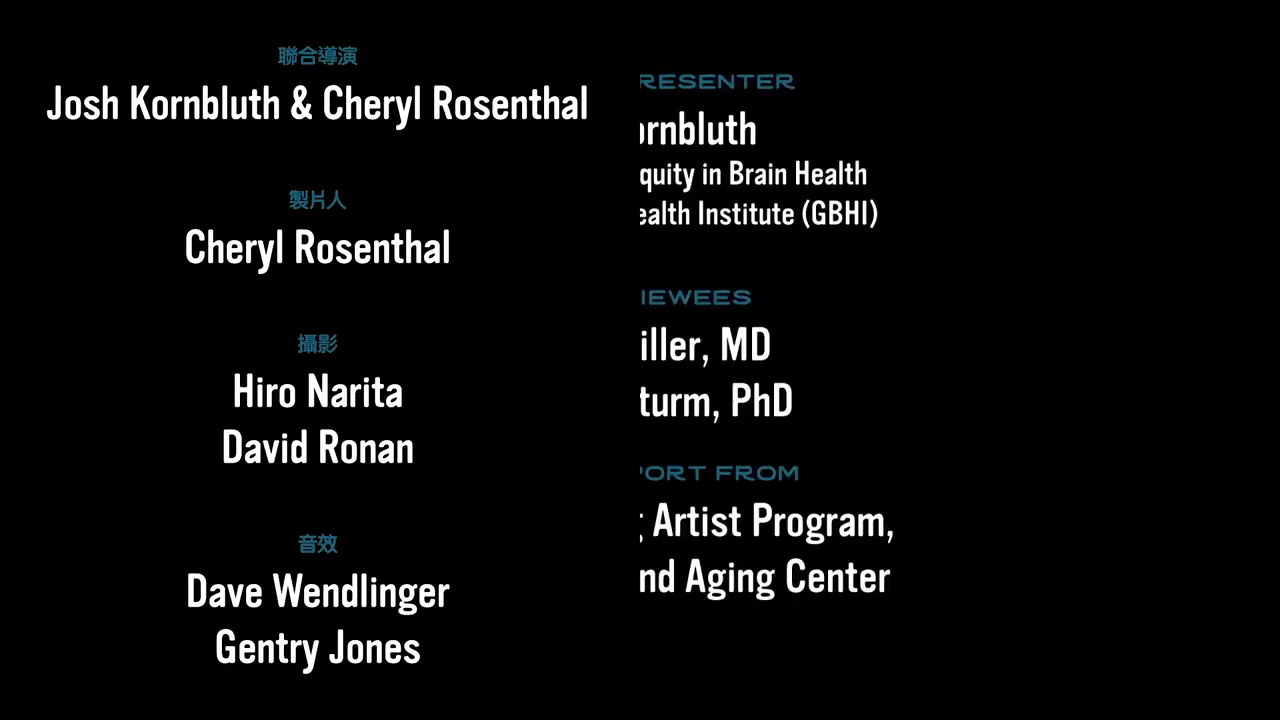 聯合導演
Josh Kornbluth & Cheryl Rosenthal
製片人
Cheryl Rosenthal
攝影
Hiro Narita
David Ronan
音效
Dave Wendlinger
Gentry Jones
RESENTER
ornbluth
quity in Brain Health
ealth Institute (GBHI)
IEWEES
iller, MD
turm, PhD
PORT FROM
g Artist Program,
nd Aging Center